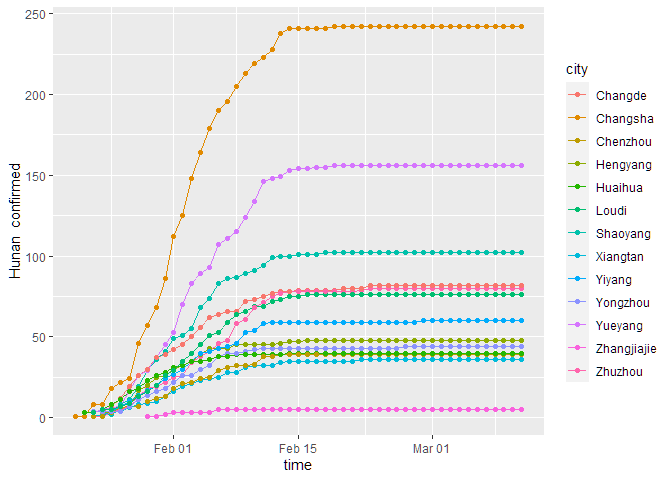 250
200
150
100
50
0
Hunan confirmed
Feb 01
Feb 15
Mar 01
time
city
Changde
Changsha
Chenzhou
Hengyang
Huaihua
Loudi
Shaoyang
Xiangtan
Yiyang
Yongzhou
Yueyang
Zhangjiajie
Zhuzhou